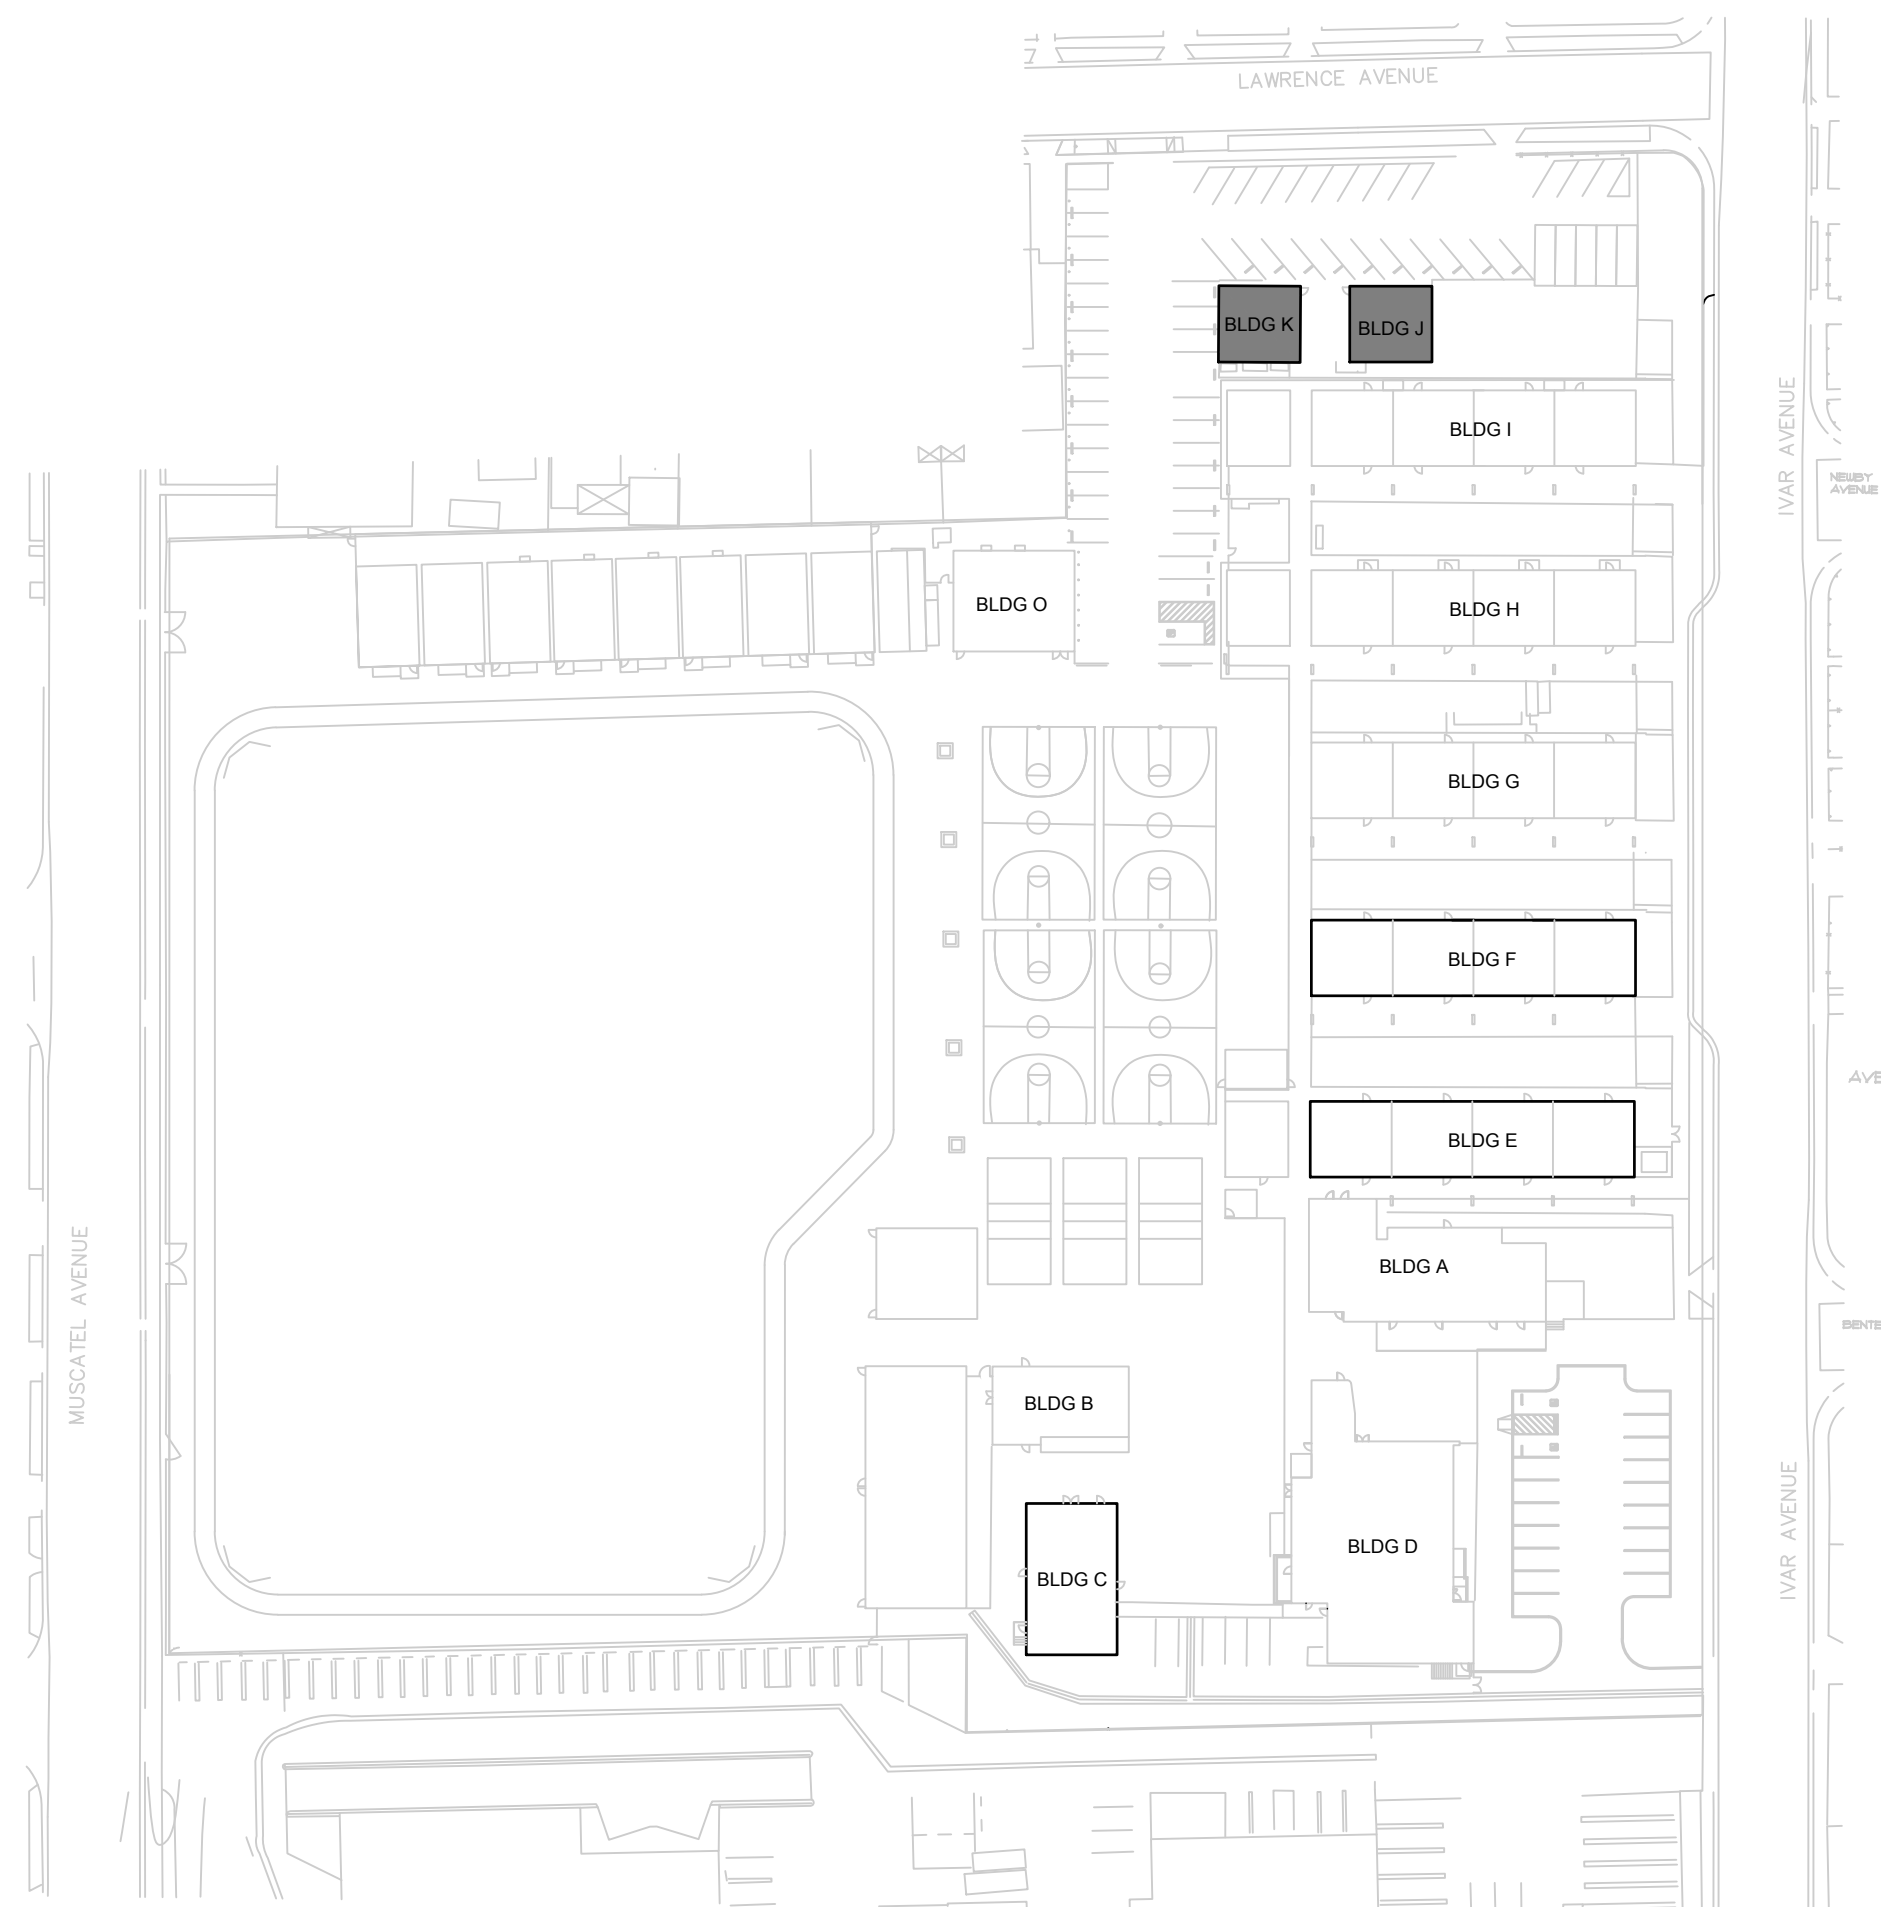 LAWRENCE AVENUE
BLDG K
BLDG J
BLDG I
IVAR AVENUE
NEWBY
AVENUE
BLDG O
BLDG H
BLDG G
BLDG F
AVE
BLDG E
MUSCATEL AVENUE
BLDG A
BENTE
BLDG B
IVAR AVENUE
BLDG D
BLDG C